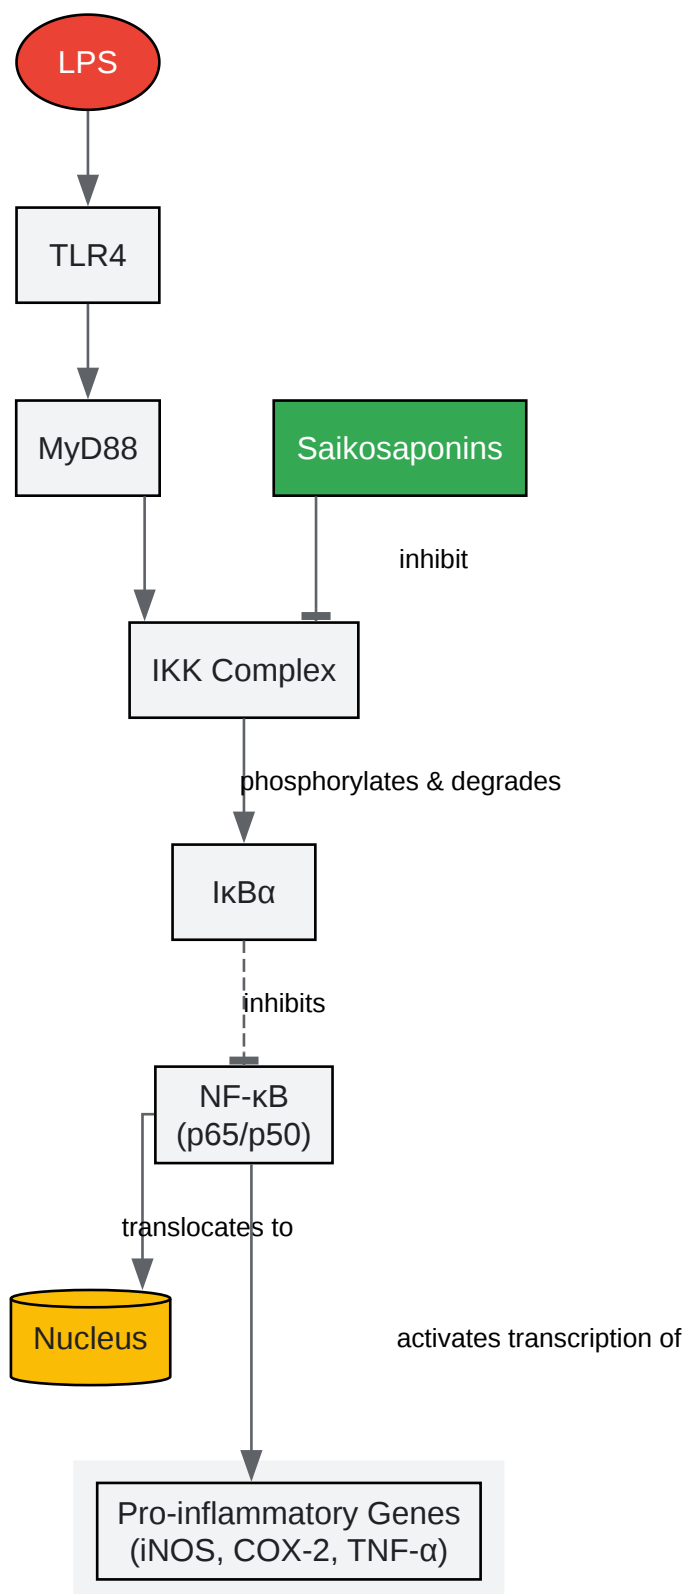 LPS
TLR4
MyD88
Saikosaponins
inhibit
IKK Complex
phosphorylates & degrades
IκBα
inhibits
NF-κB
(p65/p50)
translocates to
Nucleus
activates transcription of
Pro-inflammatory Genes
(iNOS, COX-2, TNF-α)